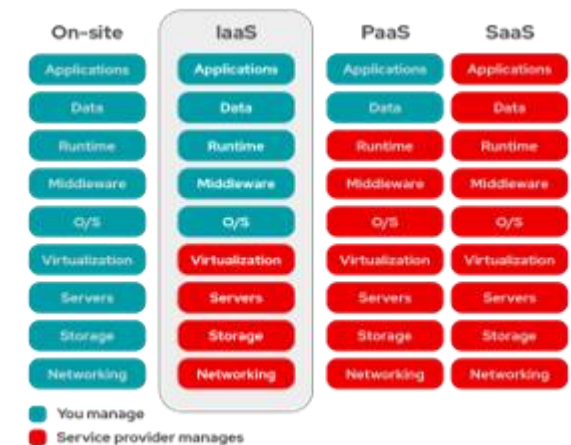 On-site IaaS PaaS SaaS
Applications Applications Applications Applications
Data Data Data Data
Runtime Runtime Runtime Runtime
Middleware Middleware Middleware Middleware
O/S O/S O/S O/S
Virtualization Virtualization Virtualization Virtualization
Servers Servers Servers Servers
Storage Storage Storage Storage
Networking Networking Networking Networking
You manage
Service provider manages